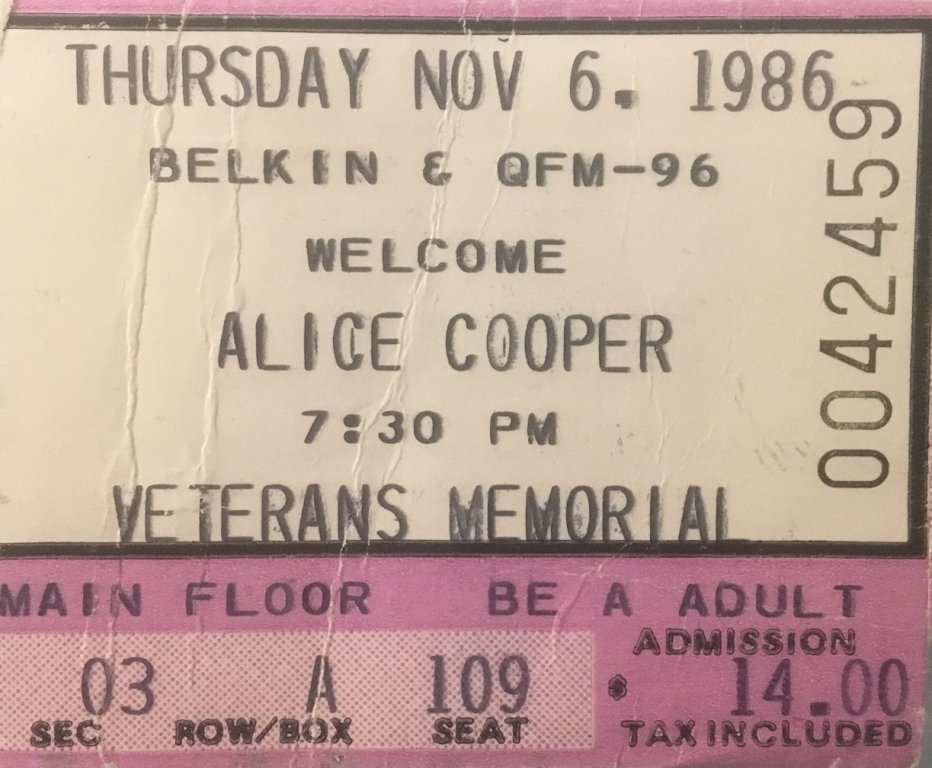 THURSDAY NOV 6. 1986
BELKIN & QFM-96
WELCOME
ALICE COOPER
7:30 PM
VETERANS MEMORIAL
0042459
MAIN FLOOR BE A ADULT
ADMISSION
03 A 109 14.00
SEC ROW/BOX SEAT TAX INCLUDED